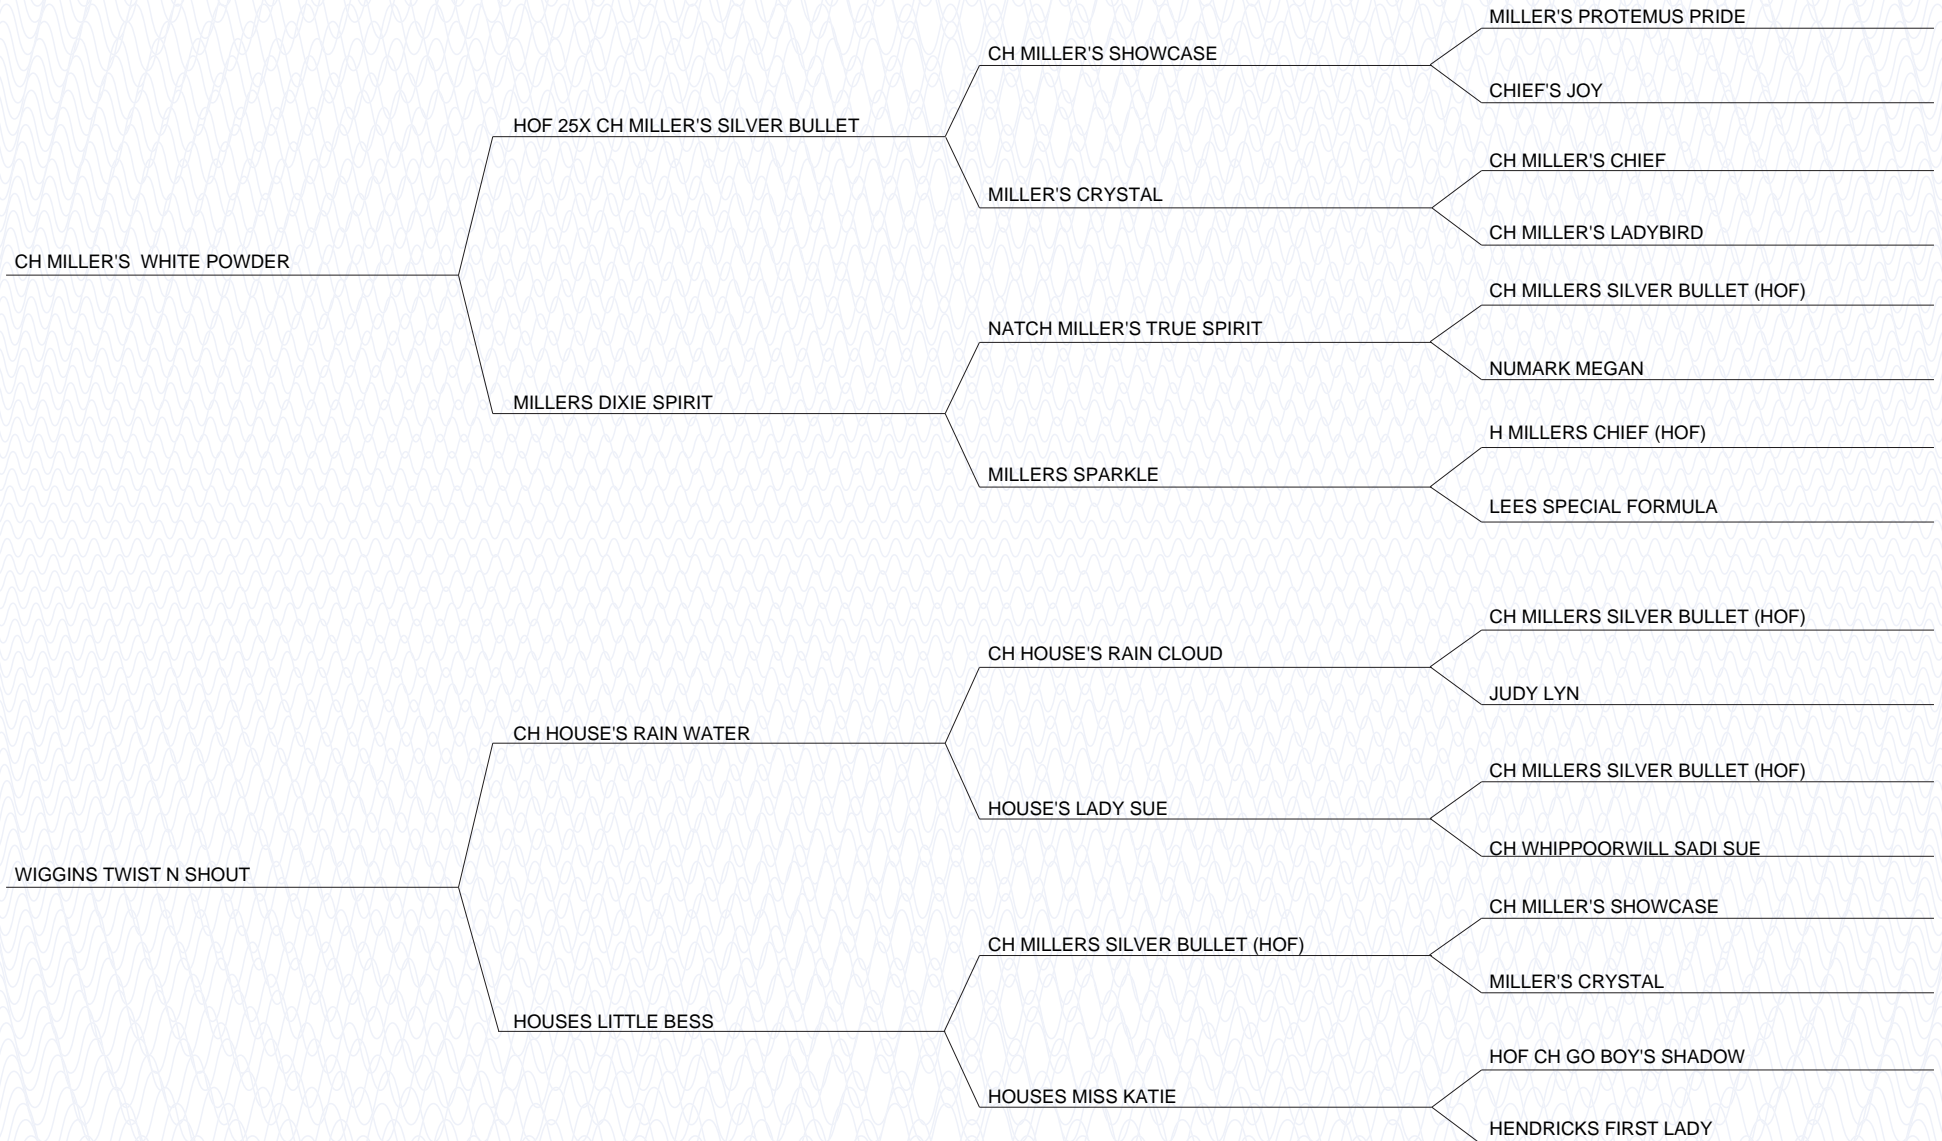 MILLER'S PROTEMUS PRIDE
CH MILLER'S SHOWCASE
CHIEF'S JOY
HOF 25X CH MILLER'S SILVER BULLET
CH MILLER'S CHIEF
MILLER'S CRYSTAL
CH MILLER'S LADYBIRD
CH MILLER'S  WHITE POWDER
CH MILLERS SILVER BULLET (HOF)
NATCH MILLER'S TRUE SPIRIT
NUMARK MEGAN
MILLERS DIXIE SPIRIT
H MILLERS CHIEF (HOF)
MILLERS SPARKLE
LEES SPECIAL FORMULA
CH MILLERS SILVER BULLET (HOF)
CH HOUSE'S RAIN CLOUD
JUDY LYN
CH HOUSE'S RAIN WATER
CH MILLERS SILVER BULLET (HOF)
HOUSE'S LADY SUE
CH WHIPPOORWILL SADI SUE
WIGGINS TWIST N SHOUT
CH MILLER'S SHOWCASE
CH MILLERS SILVER BULLET (HOF)
MILLER'S CRYSTAL
HOUSES LITTLE BESS
HOF CH GO BOY'S SHADOW
HOUSES MISS KATIE
HENDRICKS FIRST LADY